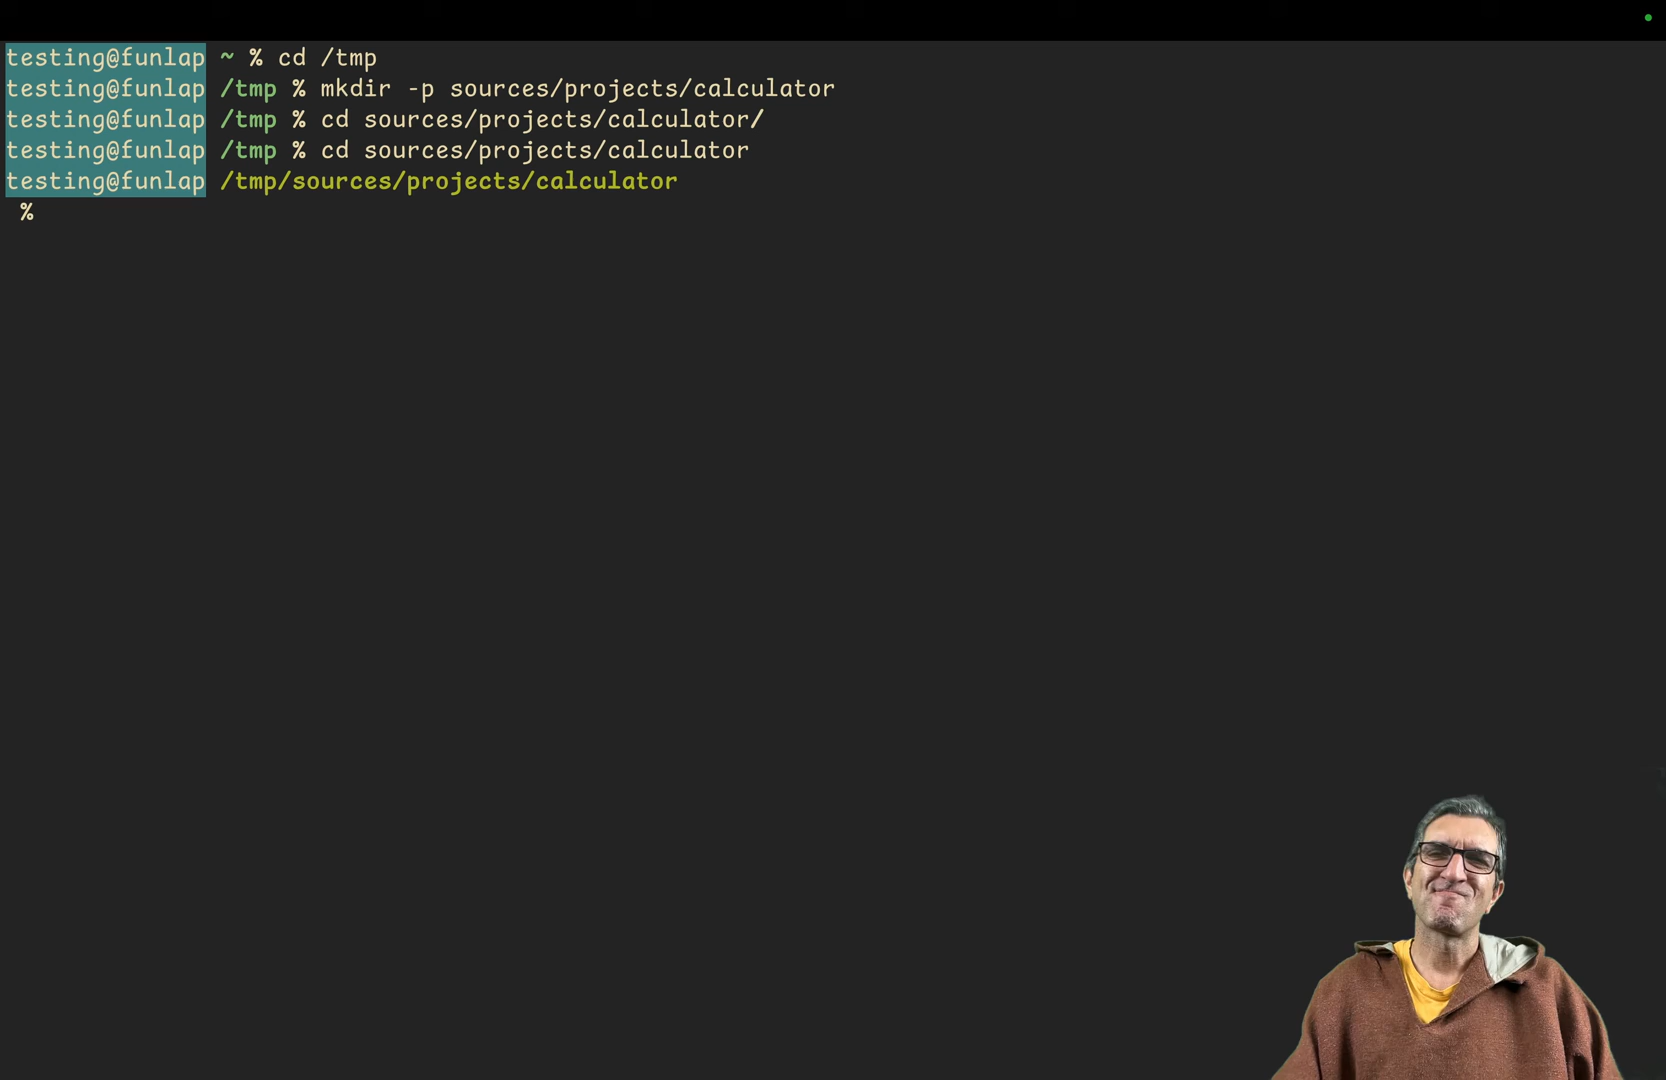 testing@funlap ~ % cd /tmp
testing@funlap /tmp % mkdir -p sources/projects/calculator
testing@funlap /tmp % cd sources/projects/calculator/
testing@funlap /tmp % cd sources/projects/calculator
testing@funlap /tmp/sources/projects/calculator
%